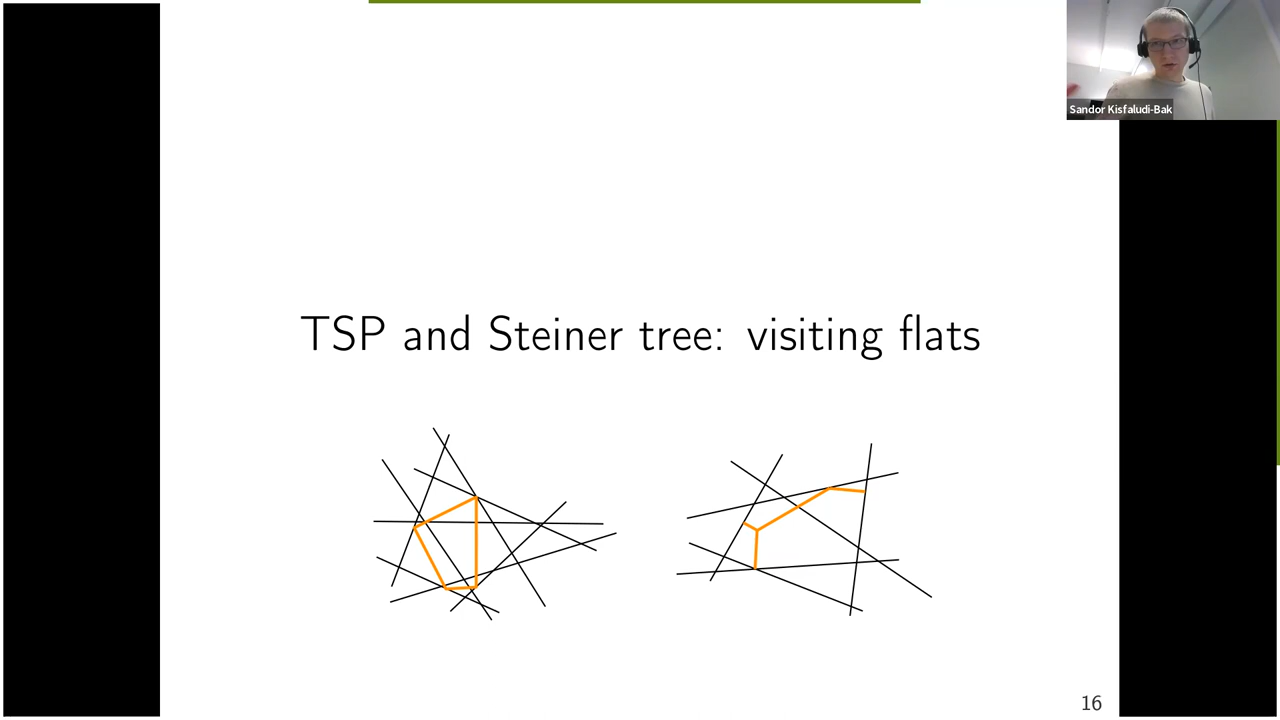 Sandor Kisfaludi-Bak
TSP and Steiner tree: visiting flats
16